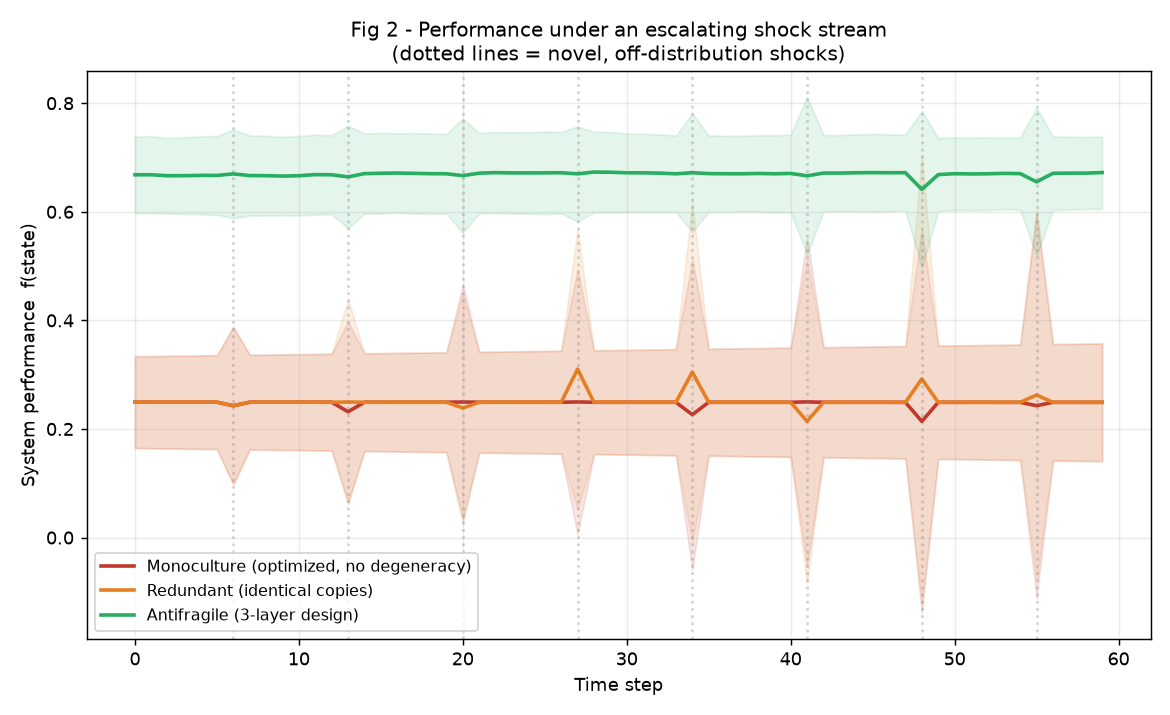 Fig 2 - Performance under an escalating shock stream
(dotted lines = novel, off-distribution shocks)
System performance f(state)
0.8
0.6
0.4
0.2
0.0
Monoculture (optimized, no degeneracy)
Redundant (identical copies)
Antifragile (3-layer design)
0 10 20 30 40 50 60
Time step